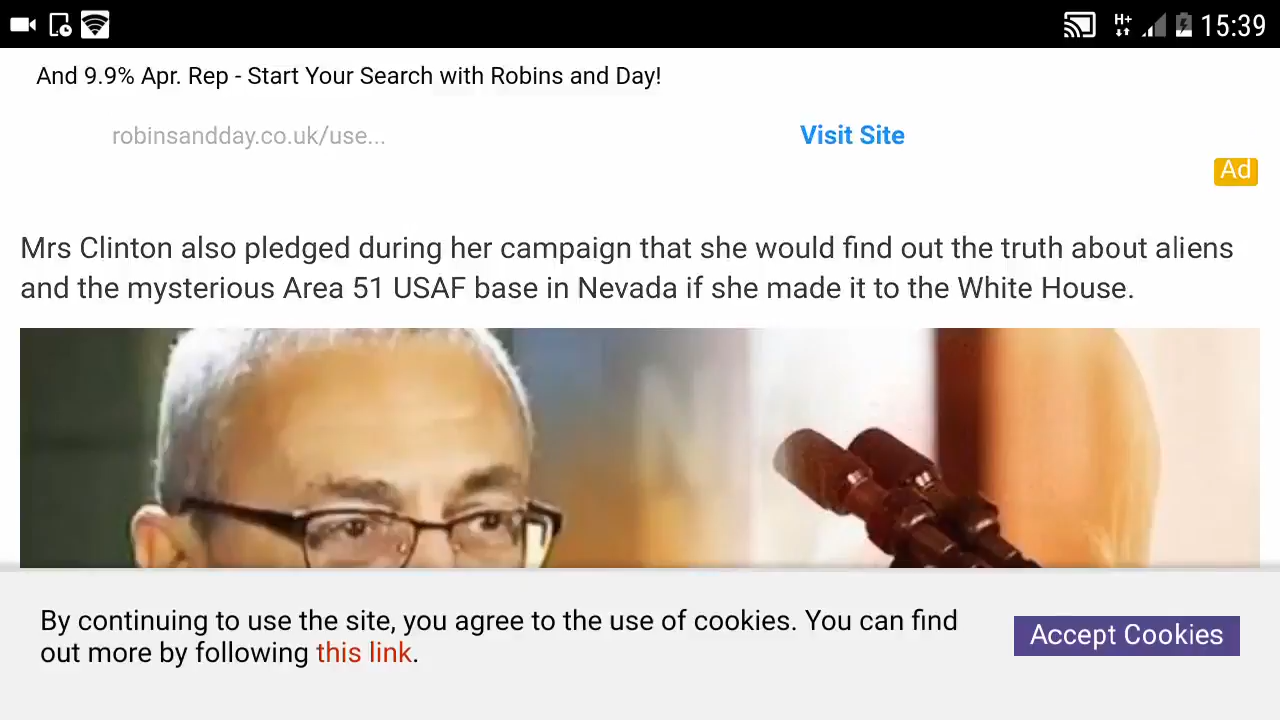 H+ 15:39
And 9.9% Apr. Rep - Start Your Search with Robins and Day!
robinsandday.co.uk/use... Visit Site
Ad
Mrs Clinton also pledged during her campaign that she would find out the truth about aliens
and the mysterious Area 51 USAF base in Nevada if she made it to the White House.
By continuing to use the site, you agree to the use of cookies. You can find
out more by following this link.
Accept Cookies